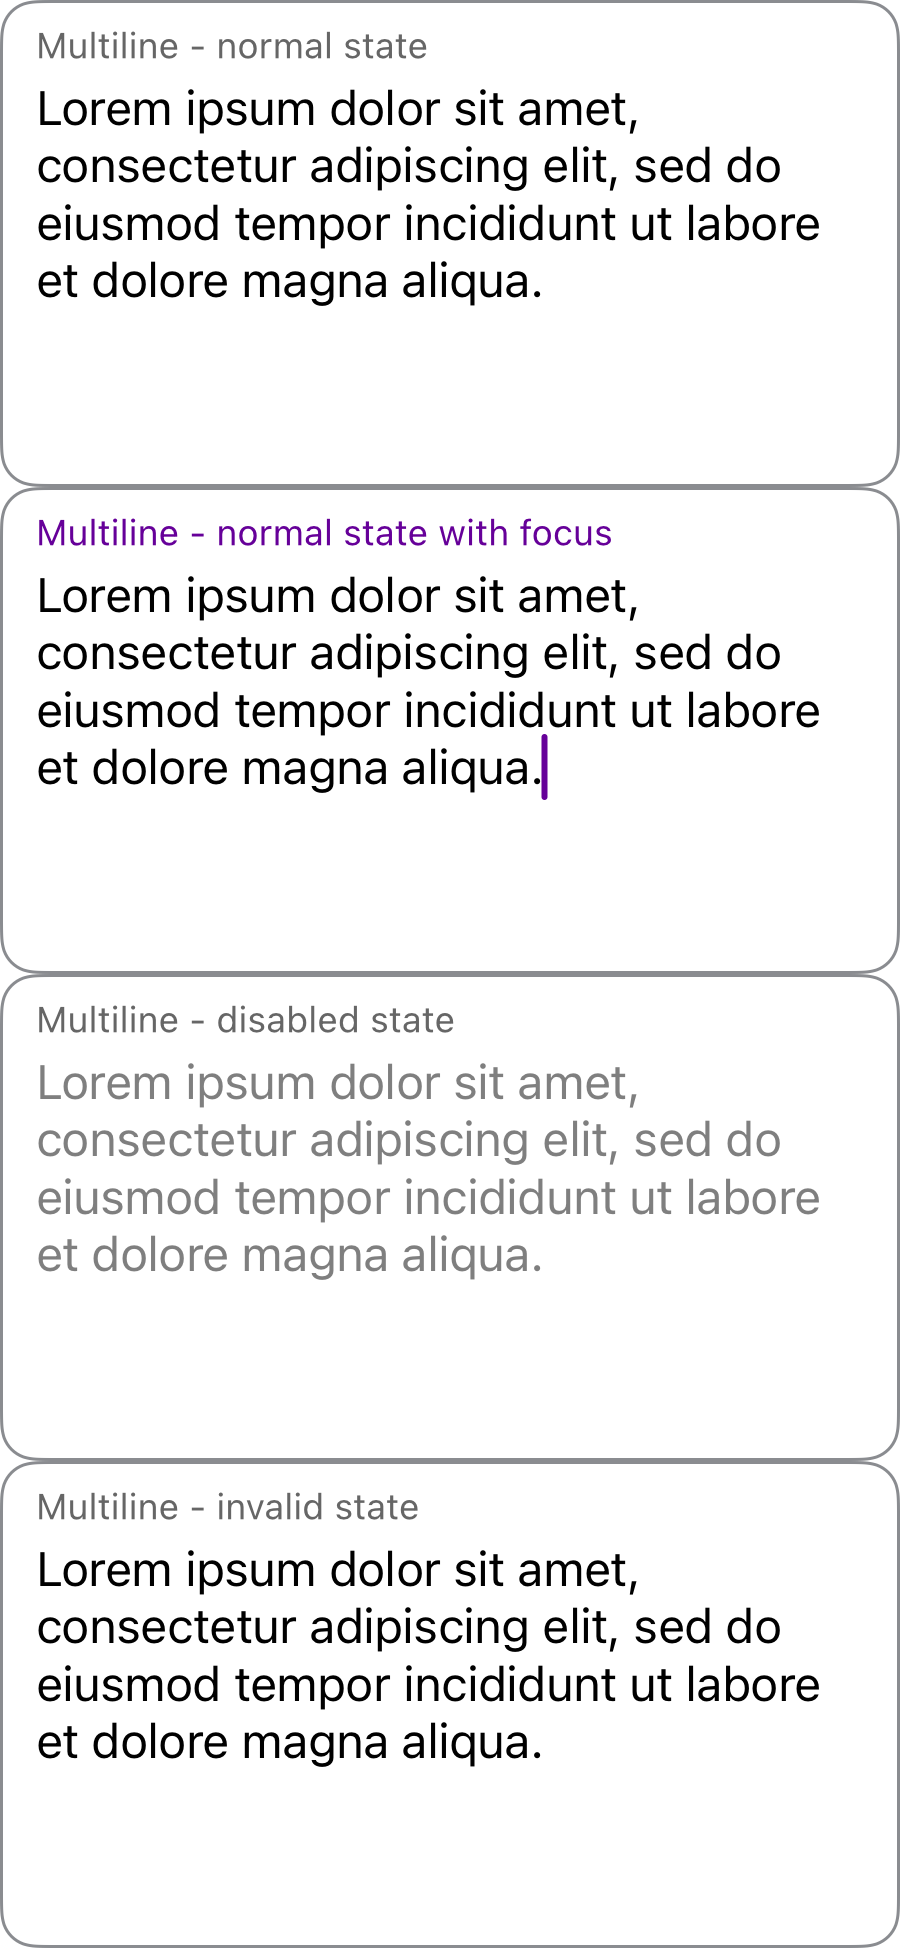 Multiline - normal state
Lorem ipsum dolor sit amet,
consectetur adipiscing elit, sed do
eiusmod tempor incididunt ut labore
et dolore magna aliqua.
Multiline - normal state with focus
Lorem ipsum dolor sit amet,
consectetur adipiscing elit, sed do
eiusmod tempor incididunt ut labore
et dolore magna aliqua.
Multiline - disabled state
Lorem ipsum dolor sit amet,
consectetur adipiscing elit, sed do
eiusmod tempor incididunt ut labore
et dolore magna aliqua.
Multiline - invalid state
Lorem ipsum dolor sit amet,
consectetur adipiscing elit, sed do
eiusmod tempor incididunt ut labore
et dolore magna aliqua.